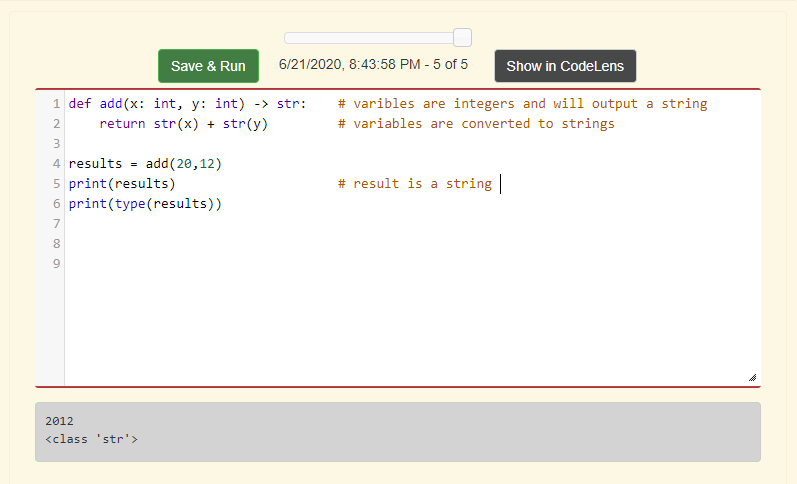 Save & Run 6/21/2020, 8:43:58 PM - 5 of 5 Show in CodeLens
1 def add(x: int, y: int) -> str: # varibles are integers and will output a string
2 return str(x) + str(y) # variables are converted to strings
3
4 results = add(20,12)
5 print(results) # result is a string
6 print(type(results))
7
8
9
2012
<class 'str'>